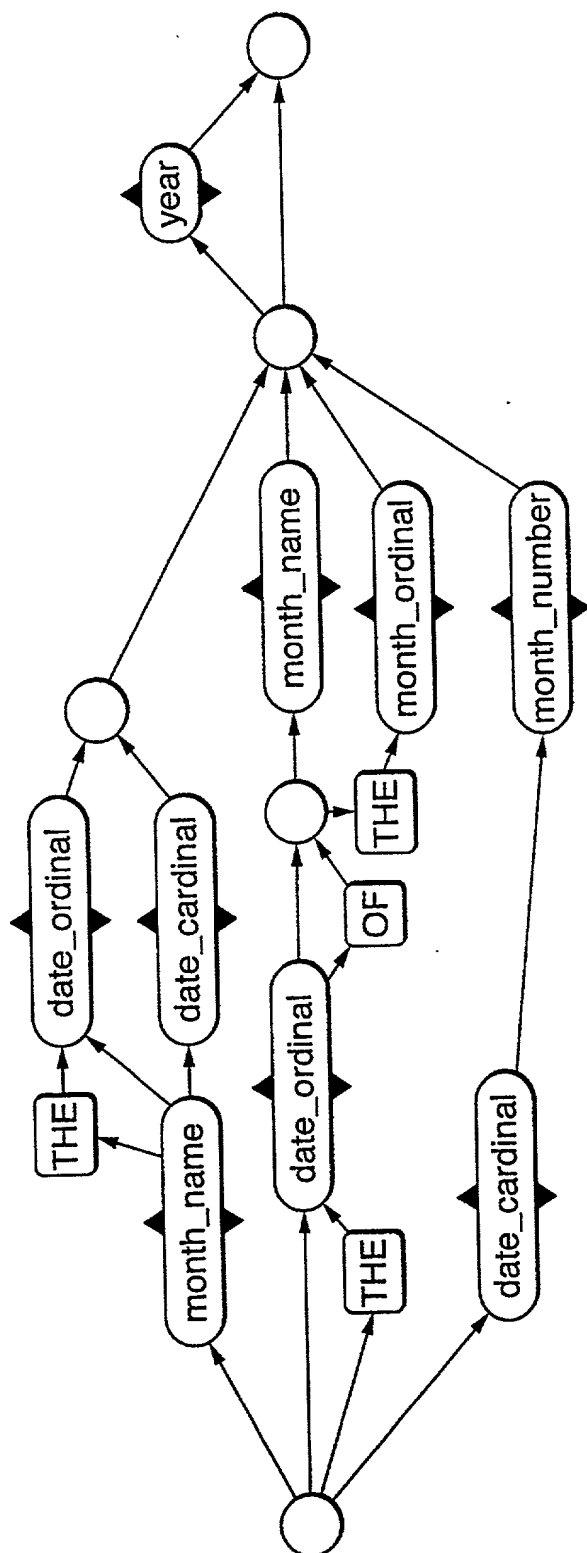 year
month_name
month_ordinal
month_number
date_ordinal
date_cardinal
THE
THE
OF
THE
month_name
date_ordinal
date_cardinal